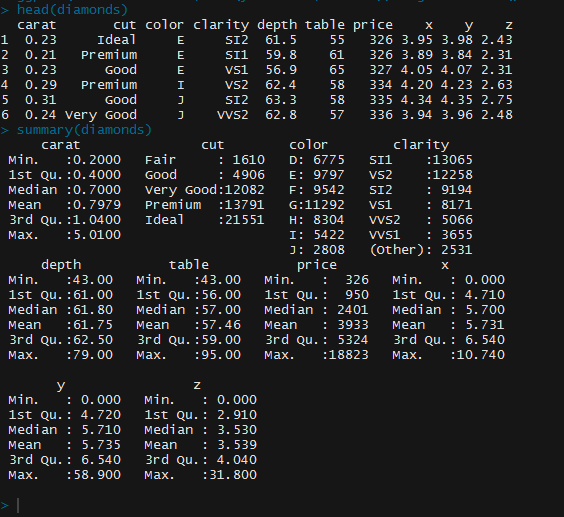 > head(diamonds)
  carat       cut color clarity depth table price    x    y    z
1  0.23     Ideal     E     SI2  61.5    55   326 3.95 3.98 2.43
2  0.21   Premium     E     SI1  59.8    61   326 3.89 3.84 2.31
3  0.23      Good     E     VS1  56.9    65   327 4.05 4.07 2.31
4  0.29   Premium     I     VS2  62.4    58   334 4.20 4.23 2.63
5  0.31      Good     J     SI2  63.3    58   335 4.34 4.35 2.75
6  0.24 Very Good     J    VVS2  62.8    57   336 3.94 3.96 2.48
> summary(diamonds)
     carat               cut        color        clarity
 Min.   :0.2000   Fair     : 1610   D: 6775   SI1    :13065
 1st Qu.:0.4000   Good     : 4906   E: 9797   VS2    :12258
 Median :0.7000   Very Good:12082   F: 9542   SI2    : 9194
 Mean   :0.7979   Premium  :13791   G:11292   VS1    : 8171
 3rd Qu.:1.0400   Ideal    :21551   H: 8304   VVS2   : 5066
 Max.   :5.0100                     I: 5422   VVS1   : 3655
                                    J: 2808   (Other): 2531
     depth           table           price             x
 Min.   :43.00   Min.   :43.00   Min.   :  326   Min.   : 0.000
 1st Qu.:61.00   1st Qu.:56.00   1st Qu.:  950   1st Qu.: 4.710
 Median :61.80   Median :57.00   Median : 2401   Median : 5.700
 Mean   :61.75   Mean   :57.46   Mean   : 3933   Mean   : 5.731
 3rd Qu.:62.50   3rd Qu.:59.00   3rd Qu.: 5324   3rd Qu.: 6.540
 Max.   :79.00   Max.   :95.00   Max.   :18823   Max.   :10.740
       y                z
 Min.   : 0.000   Min.   : 0.000
 1st Qu.: 4.720   1st Qu.: 2.910
 Median : 5.710   Median : 3.530
 Mean   : 5.735   Mean   : 3.539
 3rd Qu.: 6.540   3rd Qu.: 4.040
 Max.   :58.900   Max.   :31.800
>